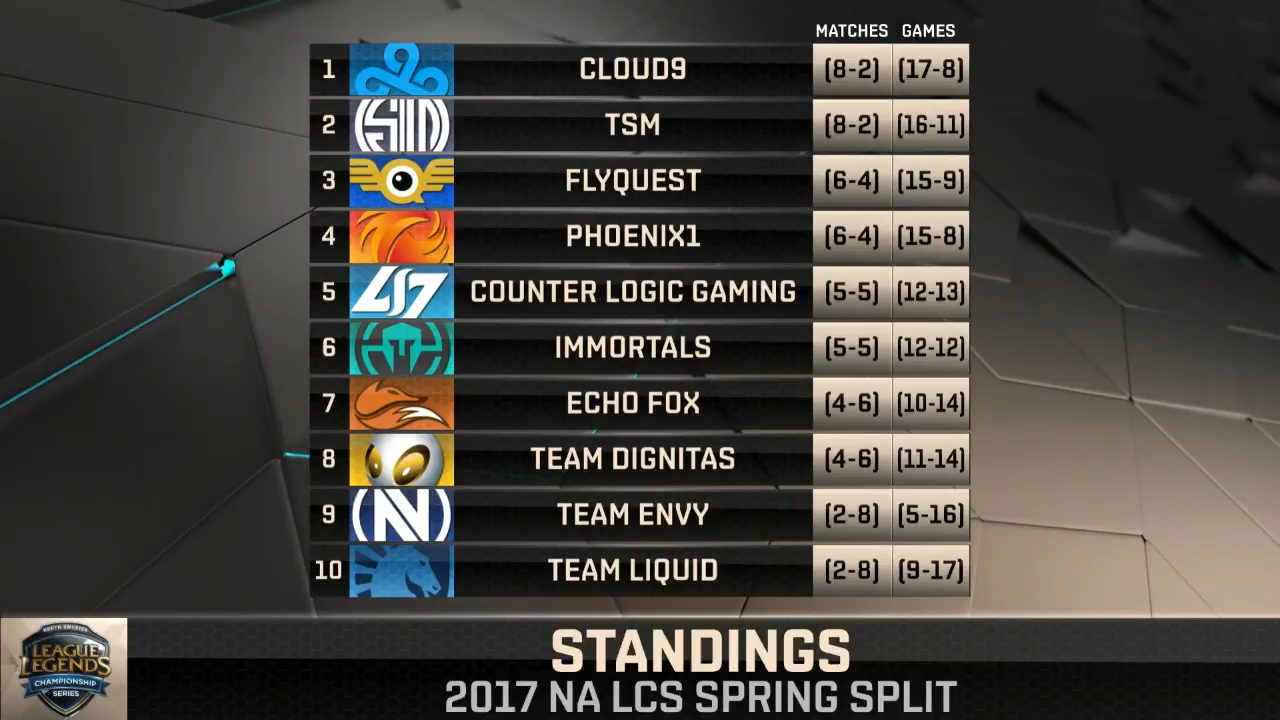 MATCHES GAMES
1 CLOUD9 (8-2) (17-8)
2 TSM (8-2) (16-11)
3 FLYQUEST (6-4) (15-9)
4 PHOENIX1 (6-4) (15-8)
5 COUNTER LOGIC GAMING (5-5) (12-13)
6 IMMORTALS (5-5) (12-12)
7 ECHO FOX (4-6) (10-14)
8 TEAM DIGNITAS (4-6) (11-14)
9 TEAM ENVY (2-8) (5-16)
10 TEAM LIQUID (2-8) (9-17)
NORTH AMERICA
LEAGUE
LEGENDS
CHAMPIONSHIP
SERIES
STANDINGS
2017 NA LCS SPRING SPLIT